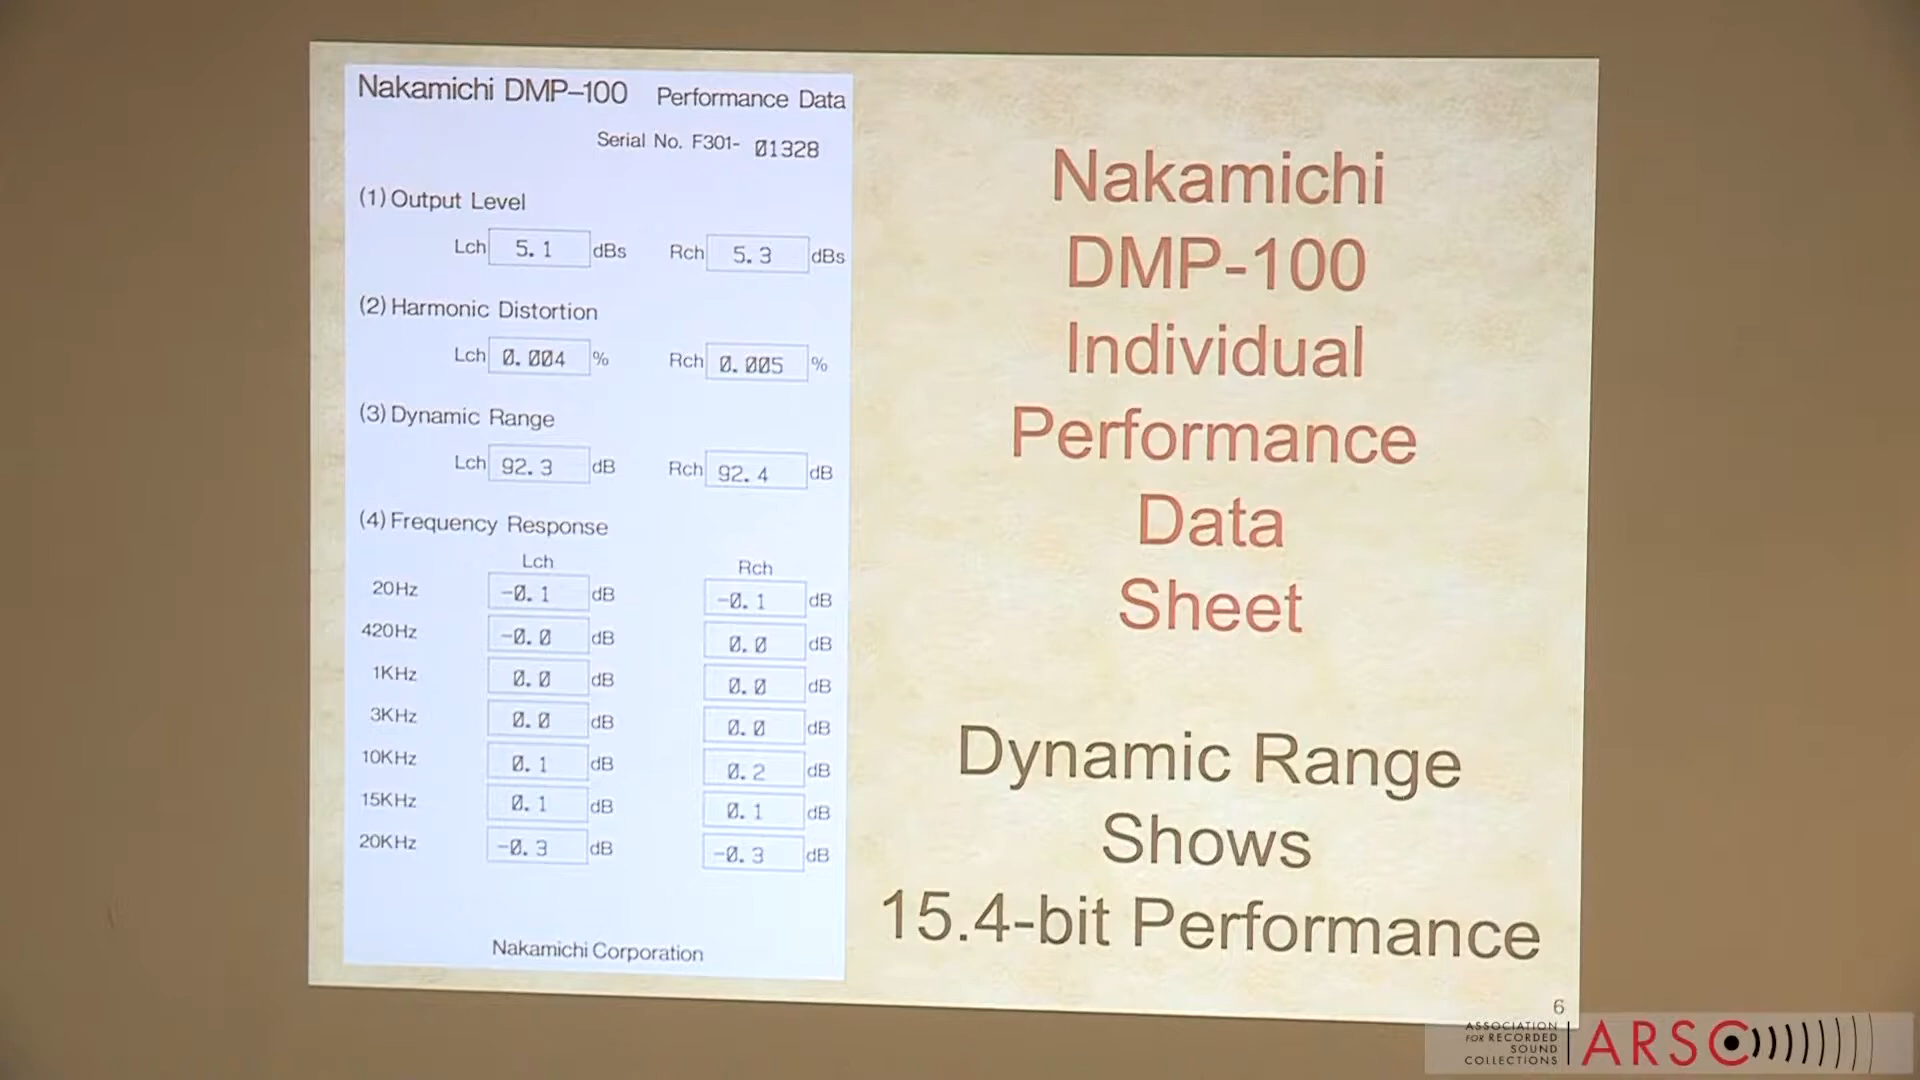 Nakamichi DMP-100 Performance Data
Serial No. F301- 01328
(1) Output Level
Lch 5.1 dBs Rch 5.3 dBs
(2) Harmonic Distortion
Lch 0.004 % Rch 0.005 %
(3) Dynamic Range
Lch 92.3 dB Rch 92.4 dB
(4) Frequency Response
Lch Rch
20Hz -0.1 dB -0.1 dB
420Hz -0.0 dB 0.0 dB
1KHz 0.0 dB 0.0 dB
3KHz 0.0 dB 0.0 dB
10KHz 0.1 dB 0.2 dB
15KHz 0.1 dB 0.1 dB
20KHz -0.3 dB -0.3 dB
Nakamichi Corporation
Nakamichi
DMP-100
Individual
Performance
Data
Sheet
Dynamic Range
Shows
15.4-bit Performance
6
ASSOCIATION
FOR RECORDED
SOUND
COLLECTIONS
ARSC